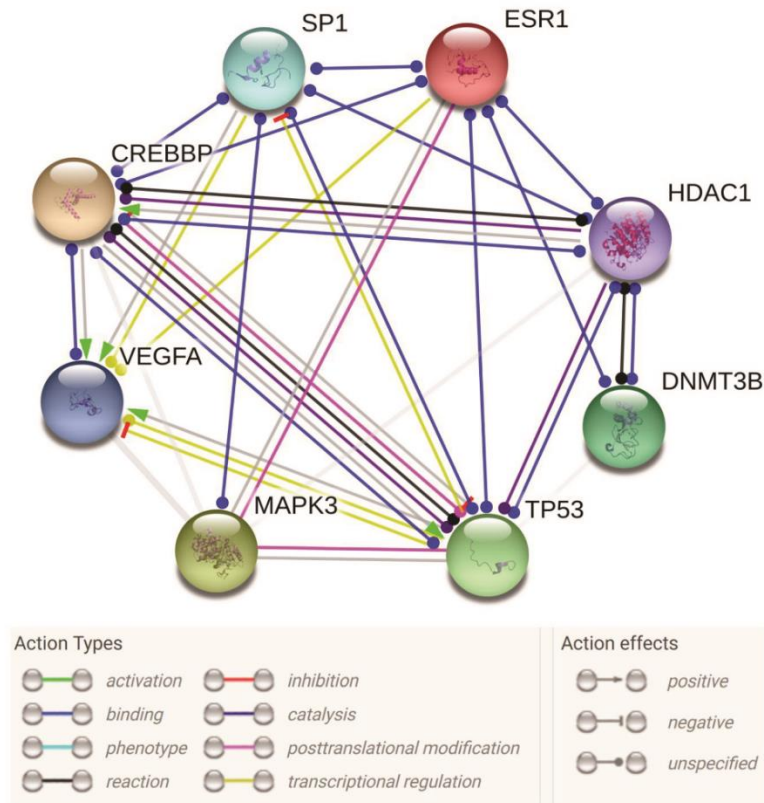 SP1
ESR1
CREBBP
HDAC1
VEGFA
DNMT3B
MAPK3
TP53
Action Types
activation
inhibition
binding
catalysis
phenotype
posttranslational modification
reaction
transcriptional regulation
Action effects
positive
negative
unspecified